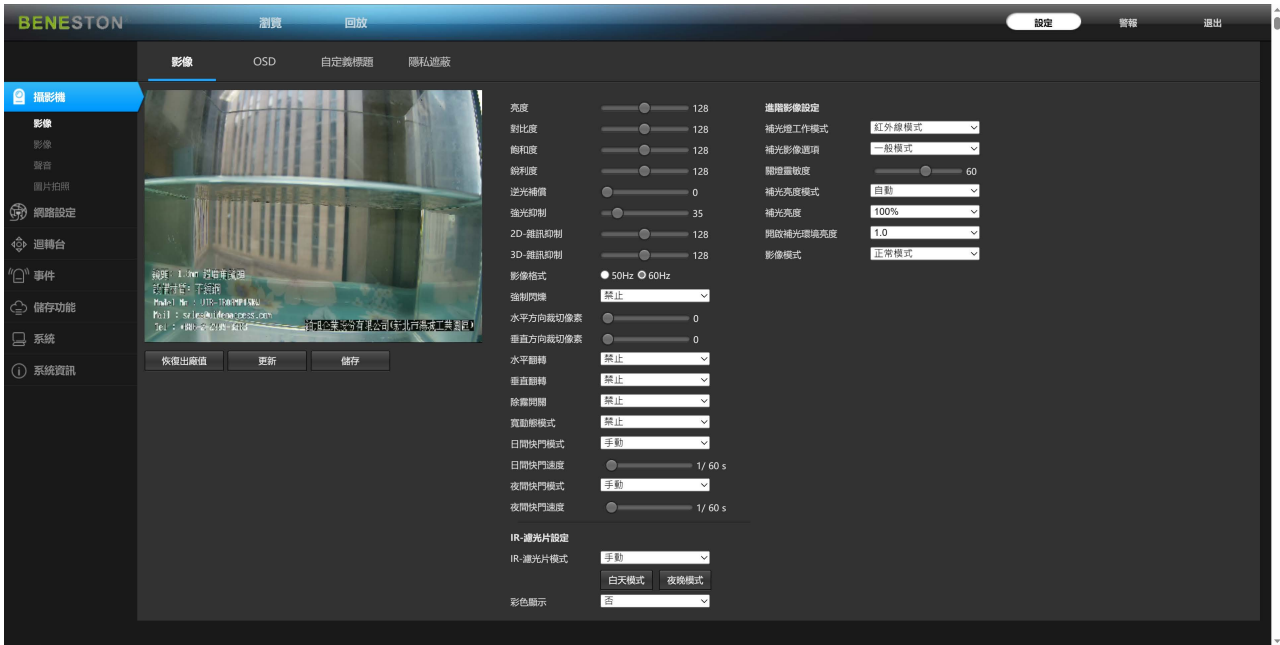 BENESTON
瀏覽 回放 設定 警報 退出
影像 OSD 自定義標題 隱私遮蔽
攝影機
影像
影像
聲音
圖片拍照
網路設定
迴轉台
事件
儲存功能
系統
系統資訊
恢復出廠值 更新 儲存
亮度 128
對比度 128
飽和度 128
銳利度 128
逆光補償 0
強光抑制 35
2D-雜訊抑制 128
3D-雜訊抑制 128
影像格式 50Hz 60Hz
強制閃爍 禁止
水平方向裁切像素 0
垂直方向裁切像素 0
水平翻轉 禁止
垂直翻轉 禁止
除霧開關 禁止
寬動態模式 禁止
日間快門模式 手動
日間快門速度 1/ 60 s
夜間快門模式 手動
夜間快門速度 1/ 60 s
IR-濾光片設定
IR-濾光片模式 手動
白天模式 夜晚模式
彩色顯示 否
進階影像設定
補光燈工作模式 紅外線模式
補光影像選項 一般模式
關燈靈敏度 60
補光亮度模式 自動
補光亮度 100%
開啟補光環境亮度 1.0
影像模式 正常模式